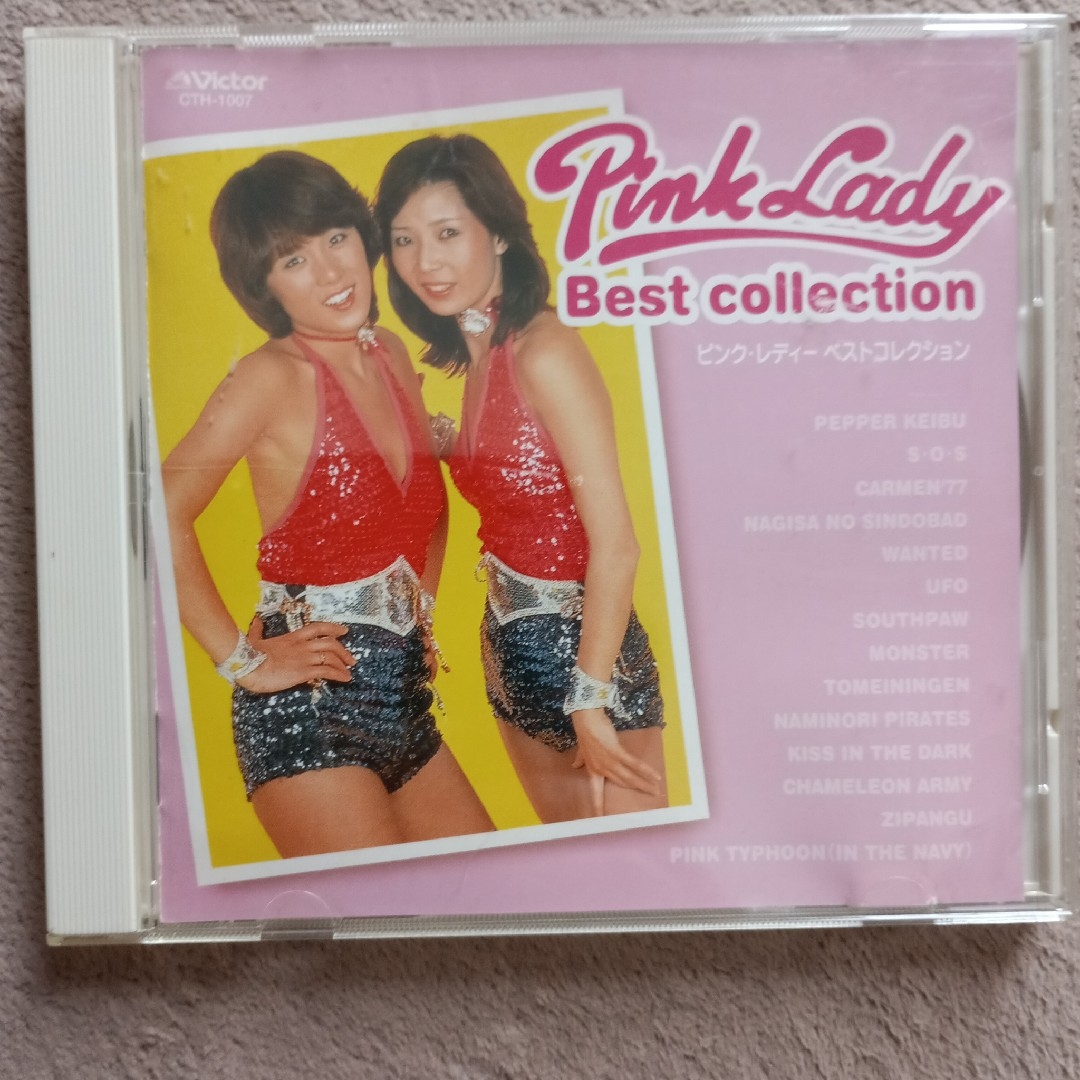 Victor
CTH-1007
Pink Lady
Best collection
ピンク・レディー ベストコレクション
PEPPER KEIBU
S・O・S
CARMEN'77
NAGISA NO SINDOBAD
WANTED
UFO
SOUTHPAW
MONSTER
TOMEININGEN
NAMINORI PIRATES
KISS IN THE DARK
CHAMELEON ARMY
ZIPANGU
PINK TYPHOON(IN THE NAVY)